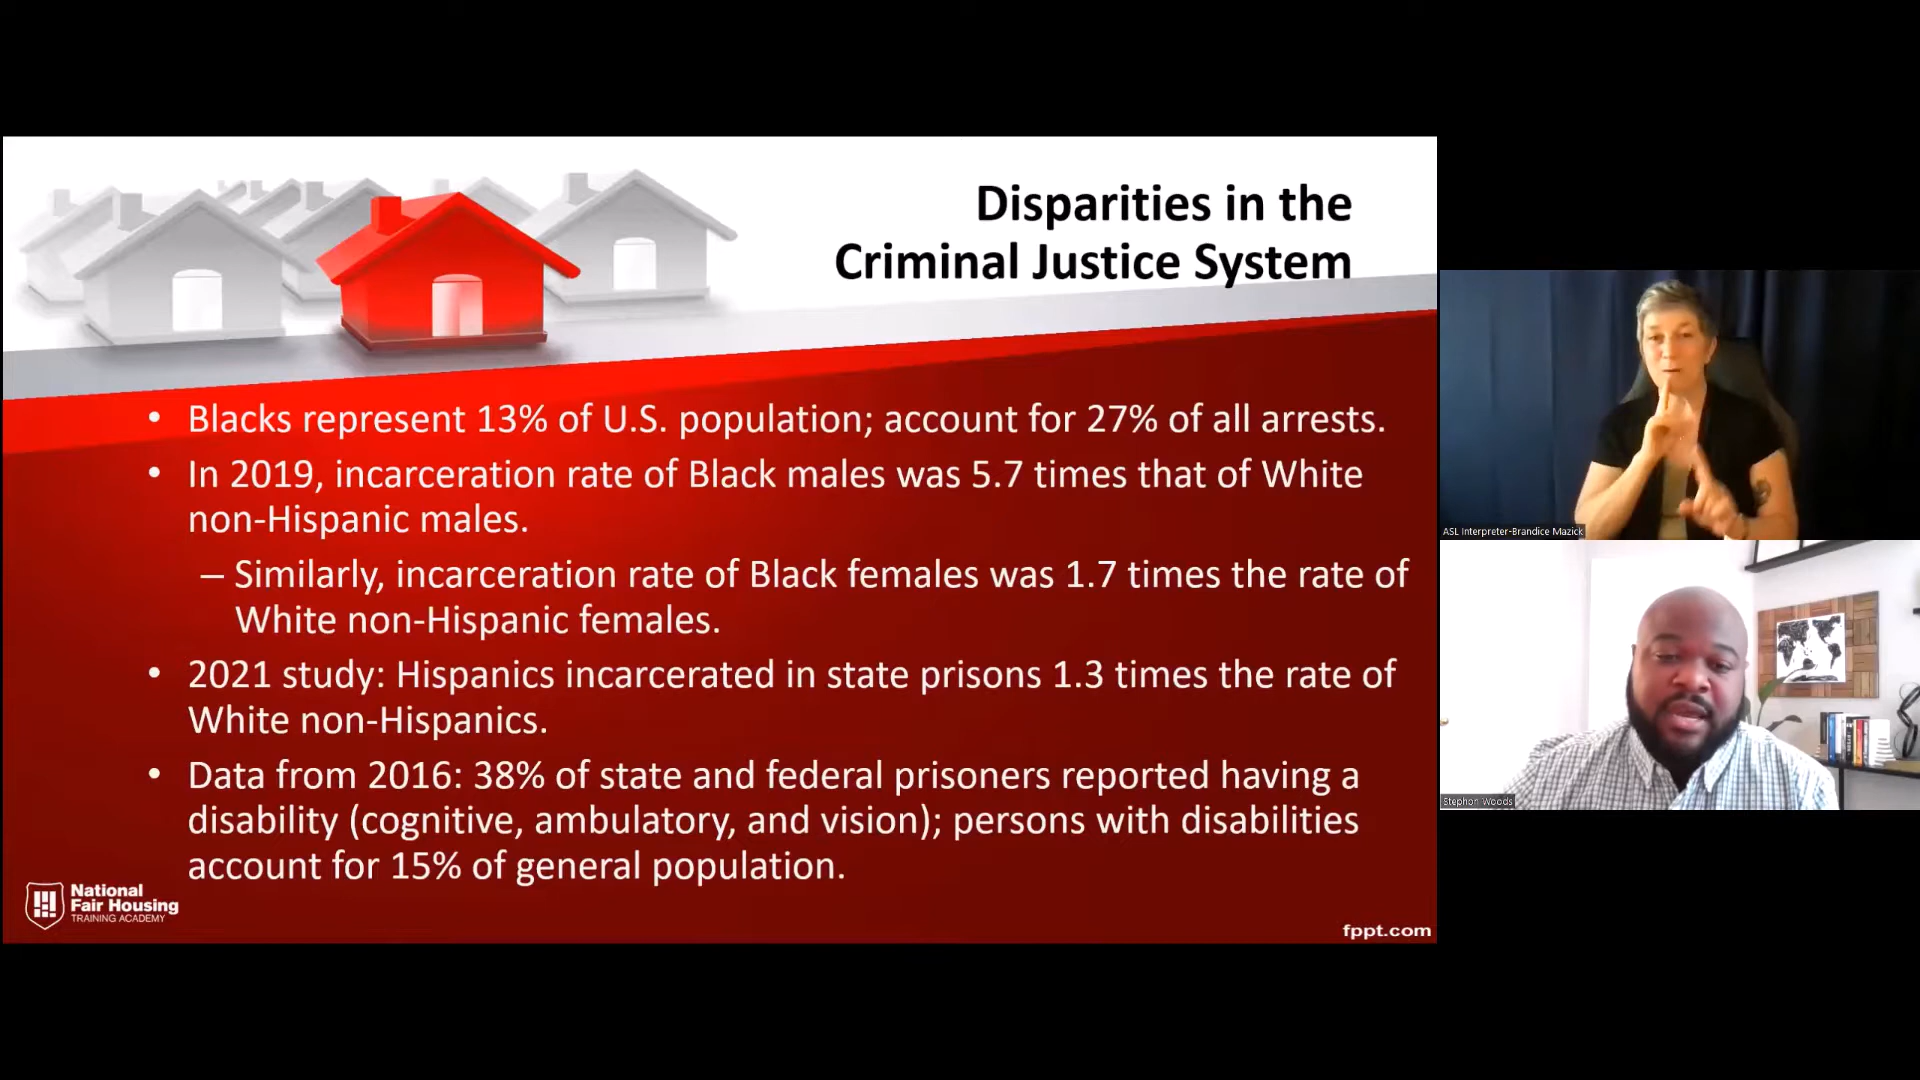 Disparities in the
Criminal Justice System
• Blacks represent 13% of U.S. population; account for 27% of all arrests.
• In 2019, incarceration rate of Black males was 5.7 times that of White
non-Hispanic males.
– Similarly, incarceration rate of Black females was 1.7 times the rate of
White non-Hispanic females.
• 2021 study: Hispanics incarcerated in state prisons 1.3 times the rate of
White non-Hispanics.
• Data from 2016: 38% of state and federal prisoners reported having a
disability (cognitive, ambulatory, and vision); persons with disabilities
account for 15% of general population.
National
Fair Housing
TRAINING ACADEMY
fppt.com
ASL Interpreter-Brandice Mazick
Stephon Woods